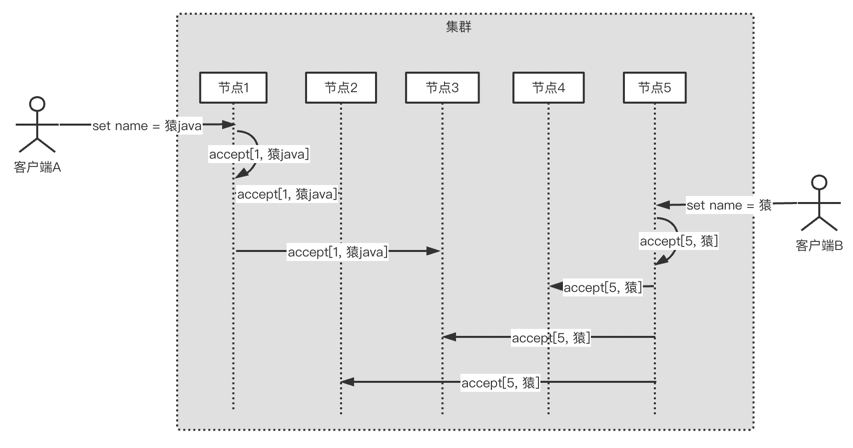 集群
节点1
节点2
节点3
节点4
节点5
set name = 猿java
客户端A
accept[1, 猿java]
accept[1, 猿java]
set name = 猿
客户端B
accept[5, 猿]
accept[1, 猿java]
accept[5, 猿]
accept[5, 猿]
accept[5, 猿]